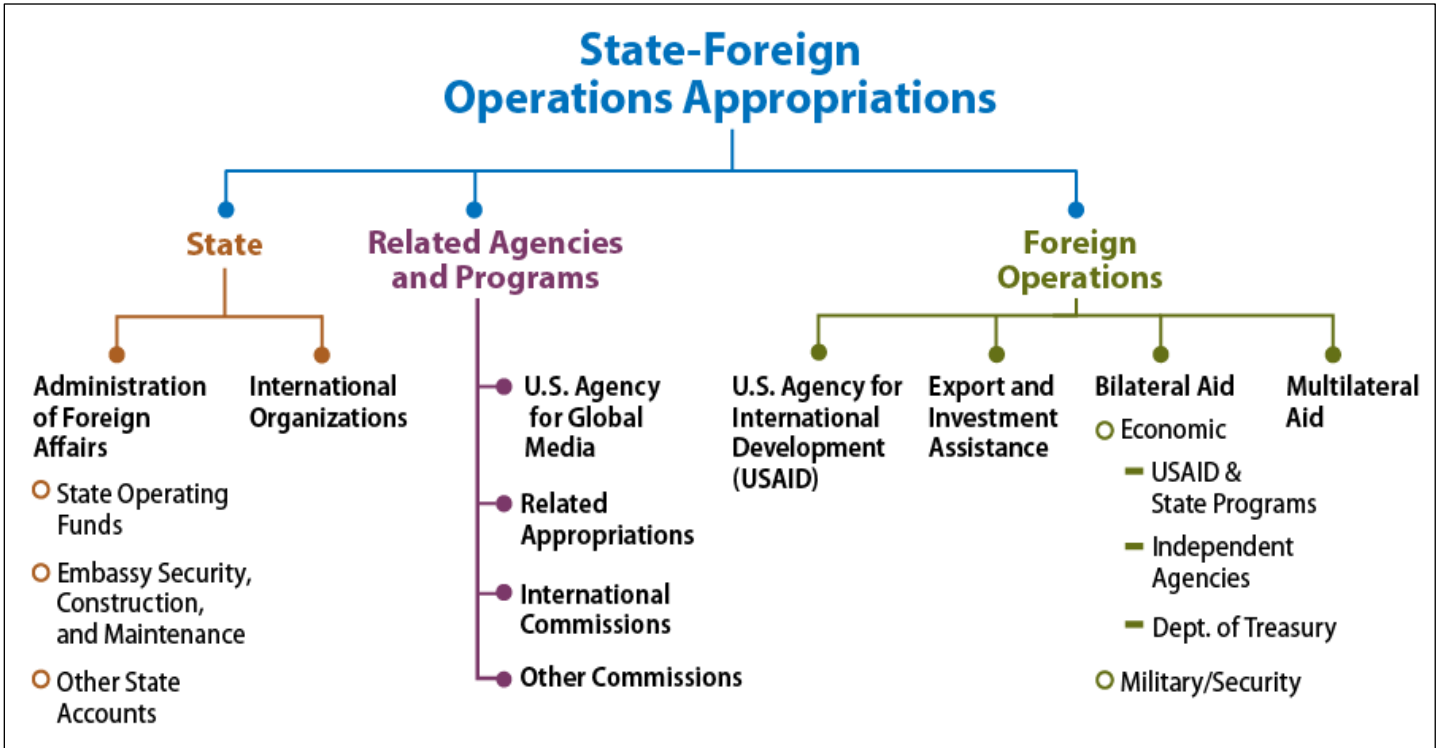 State-Foreign
Operations Appropriations
State
Administration
of Foreign
Affairs
State Operating
Funds
Embassy Security,
Construction,
and Maintenance
Other State
Accounts
International
Organizations
Related Agencies
and Programs
U.S. Agency
for Global
Media
Related
Appropriations
International
Commissions
Other Commissions
Foreign
Operations
U.S. Agency for
International
Development
(USAID)
Export and
Investment
Assistance
Bilateral Aid
Economic
USAID &
State Programs
Independent
Agencies
Dept. of Treasury
Military/Security
Multilateral
Aid